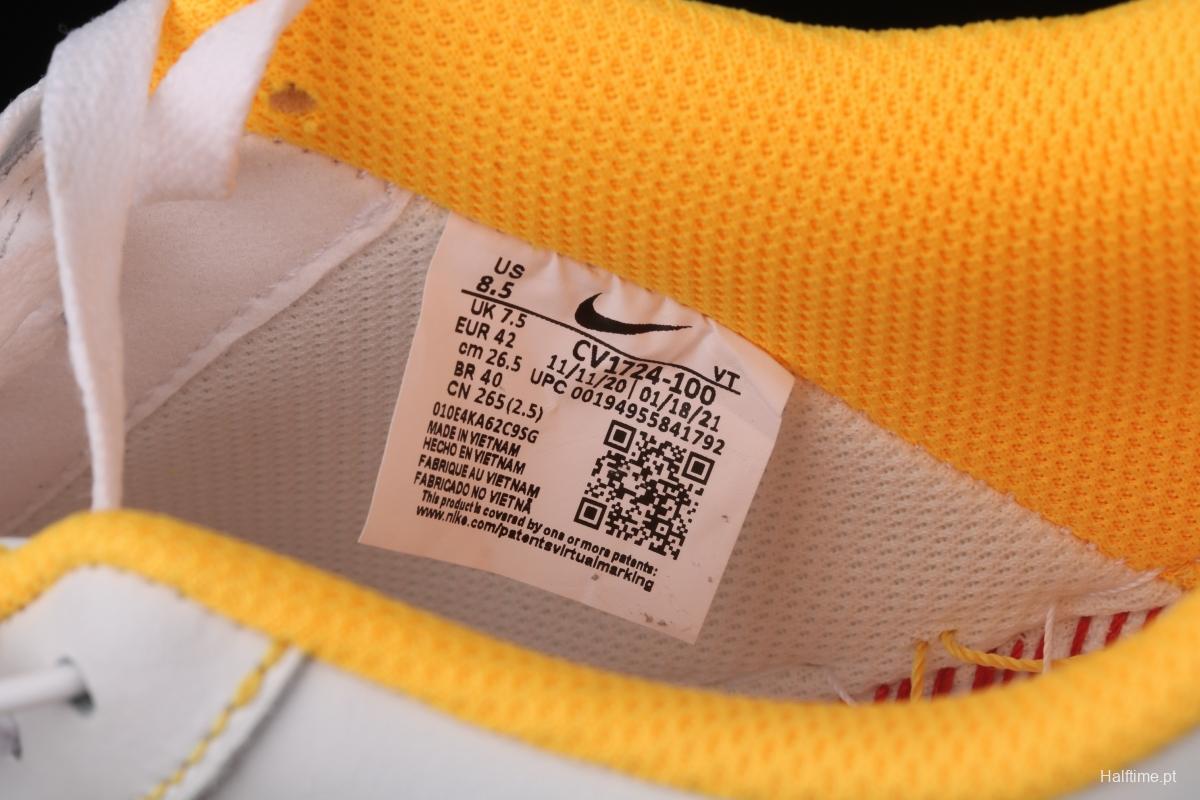 US
8.5
UK 7.5
EUR 42
cm 26.5
BR 40
CN 265(2.5)
010E4KA62C9SG
MADE IN VIETNAM
HECHO EN VIETNAM
FABRIQUE AU VIETNAM
FABRICADO NO VIETNÃ
This product is covered by one or more patents:
www.nike.com/patentsvirtualmarking
VT
CV1724-100
11/11/20 | 01/18/21
UPC 00194955841792
Halftime.pt